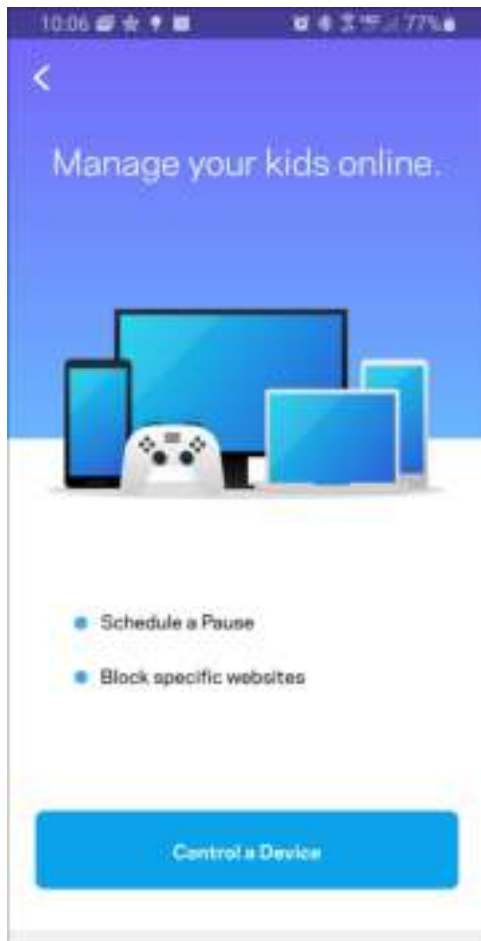 10:06
77%
Manage your kids online.
Schedule a Pause
Block specific websites
Control a Device